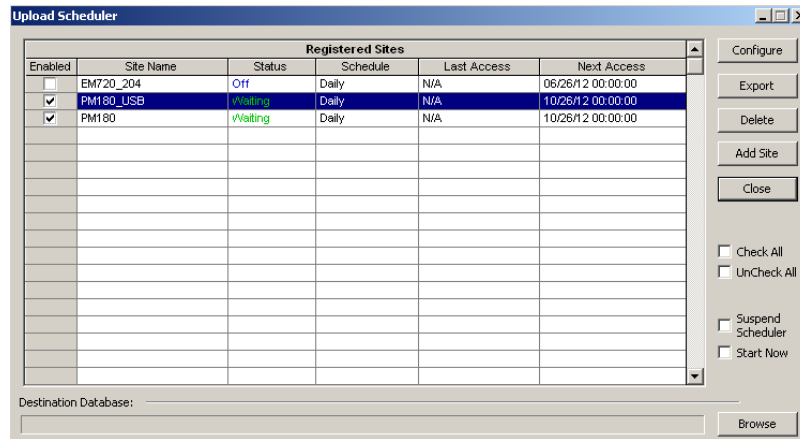 Upload Scheduler
Registered Sites
Enabled Site Name Status Schedule Last Access Next Access
EM720_204 Off Daily N/A 06/26/12 00:00:00
PM180_USB Waiting Daily N/A 10/26/12 00:00:00
PM180 Waiting Daily N/A 10/26/12 00:00:00
Configure
Export
Delete
Add Site
Close
Check All
UnCheck All
Suspend
Scheduler
Start Now
Destination Database:
Browse